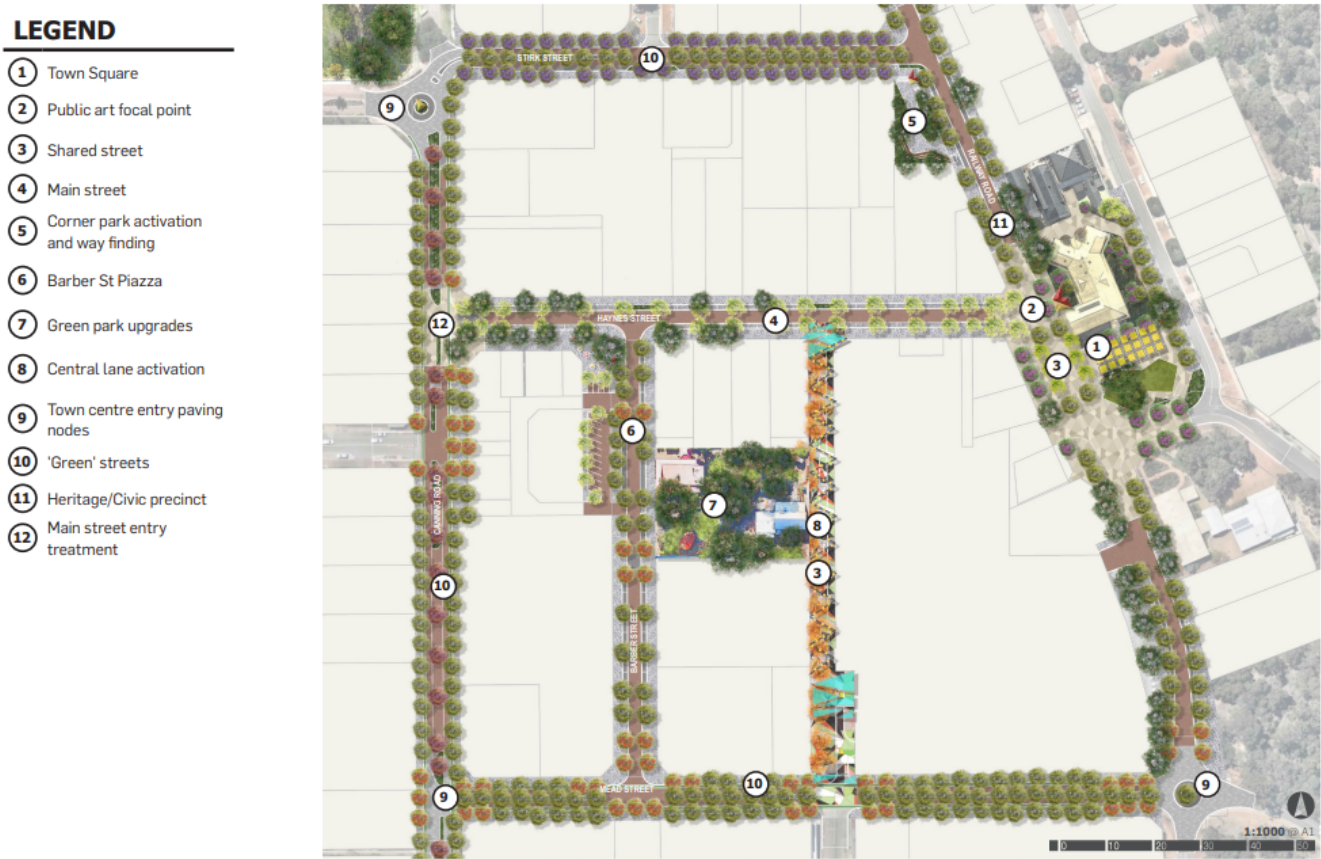 LEGEND
1 Town Square
2 Public art focal point
3 Shared street
4 Main street
5 Corner park activation
and way finding
6 Barber St Piazza
7 Green park upgrades
8 Central lane activation
9 Town centre entry paving
nodes
10 'Green' streets
11 Heritage/Civic precinct
12 Main street entry
treatment
STIRK STREET
10
9
5
RAILWAY ROAD
11
2
12
HAYNES STREET
4
1
3
6
CANNING ROAD
7
8
3
10
BARBER STREET
10
MEAD STREET
9
9
1:1000 @ A1
0 10 20 30 40 50